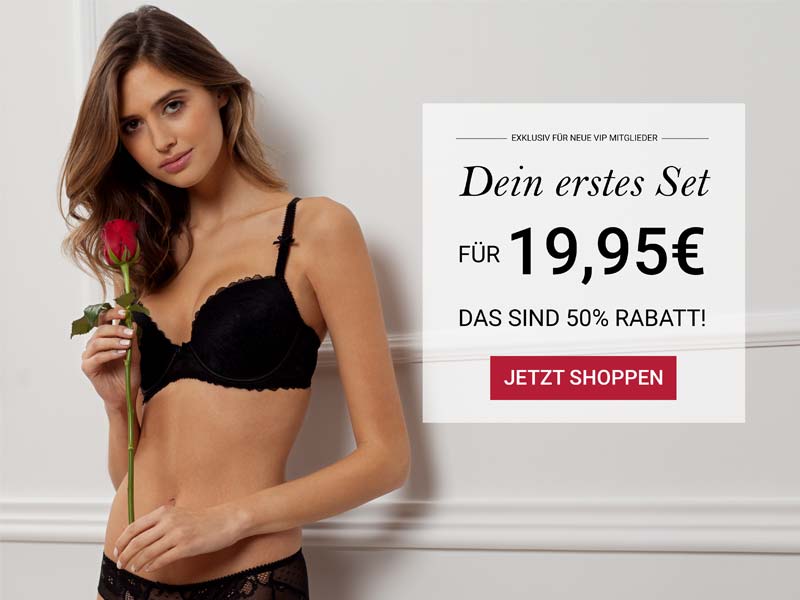 EXKLUSIV FÜR NEUE VIP MITGLIEDER
Dein erstes Set
FÜR 19,95€
DAS SIND 50% RABATT!
JETZT SHOPPEN